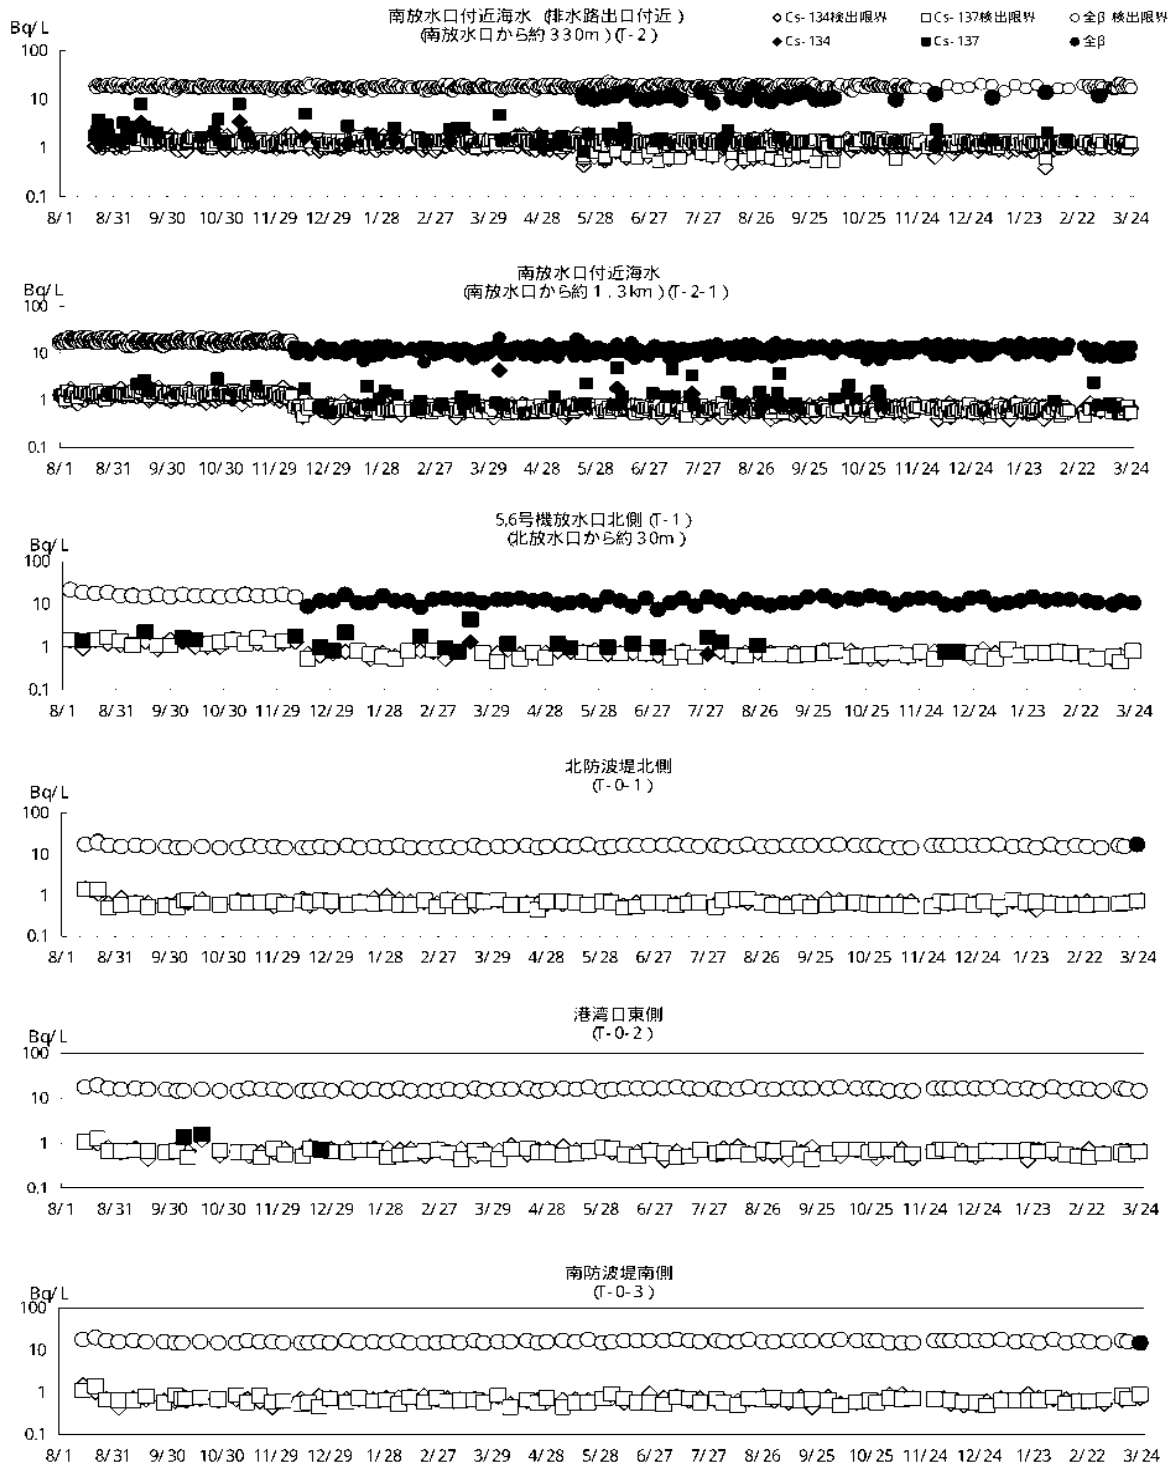 南放水口付近海水 (排水路出口付近)
(南放水口から約330m)(T-2)
◇Cs-134検出限界 □Cs-137検出限界 ○全β 検出限界
◆Cs-134 ■Cs-137 ●全β
Bq/L
100
10
1
0.1
8/1 8/31 9/30 10/30 11/29 12/29 1/28 2/27 3/29 4/28 5/28 6/27 7/27 8/26 9/25 10/25 11/24 12/24 1/23 2/22 3/24
南放水口付近海水
(南放水口から約1.3km)(T-2-1)
Bq/L
100
10
1
0.1
8/1 8/31 9/30 10/30 11/29 12/29 1/28 2/27 3/29 4/28 5/28 6/27 7/27 8/26 9/25 10/25 11/24 12/24 1/23 2/22 3/24
5,6号機放水口北側(T-1)
(北放水口から約30m)
Bq/L
100
10
1
0.1
8/1 8/31 9/30 10/30 11/29 12/29 1/28 2/27 3/29 4/28 5/28 6/27 7/27 8/26 9/25 10/25 11/24 12/24 1/23 2/22 3/24
北防波堤北側
(T-0-1)
Bq/L
100
10
1
0.1
8/1 8/31 9/30 10/30 11/29 12/29 1/28 2/27 3/29 4/28 5/28 6/27 7/27 8/26 9/25 10/25 11/24 12/24 1/23 2/22 3/24
港湾口東側
(T-0-2)
Bq/L
100
10
1
0.1
8/1 8/31 9/30 10/30 11/29 12/29 1/28 2/27 3/29 4/28 5/28 6/27 7/27 8/26 9/25 10/25 11/24 12/24 1/23 2/22 3/24
南防波堤南側
(T-0-3)
Bq/L
100
10
1
0.1
8/1 8/31 9/30 10/30 11/29 12/29 1/28 2/27 3/29 4/28 5/28 6/27 7/27 8/26 9/25 10/25 11/24 12/24 1/23 2/22 3/24